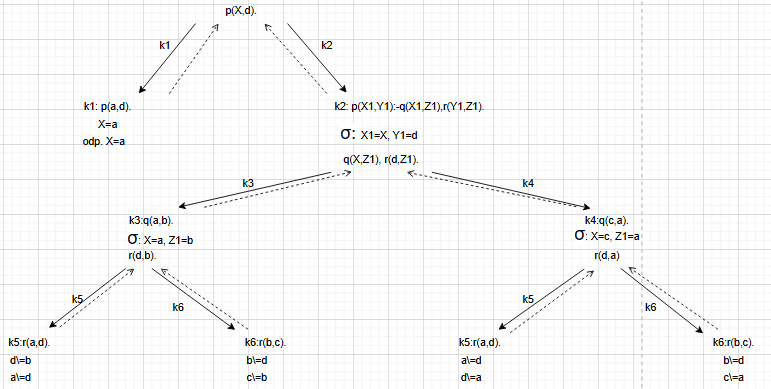 p(X,d).
k1
k2
k1: p(a,d).
X=a
odp. X=a
k2: p(X1,Y1):-q(X1,Z1),r(Y1,Z1).
σ: X1=X, Y1=d
q(X,Z1), r(d,Z1).
k3
k4
k3:q(a,b).
σ: X=a, Z1=b
r(d,b).
k4:q(c,a).
σ: X=c, Z1=a
r(d,a)
k5
k6
k5
k6
k5:r(a,d).
d\=b
a\=d
k6:r(b,c).
b\=d
c\=b
k5:r(a,d).
a\=d
d\=a
k6:r(b,c).
b\=d
c\=a